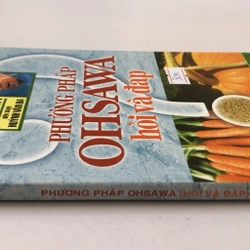 PHƯƠNG PHÁP
OHSAWA
hỏi và đáp
PHƯƠNG PHÁP OHSAWA (HỎI VÀ ĐÁP)